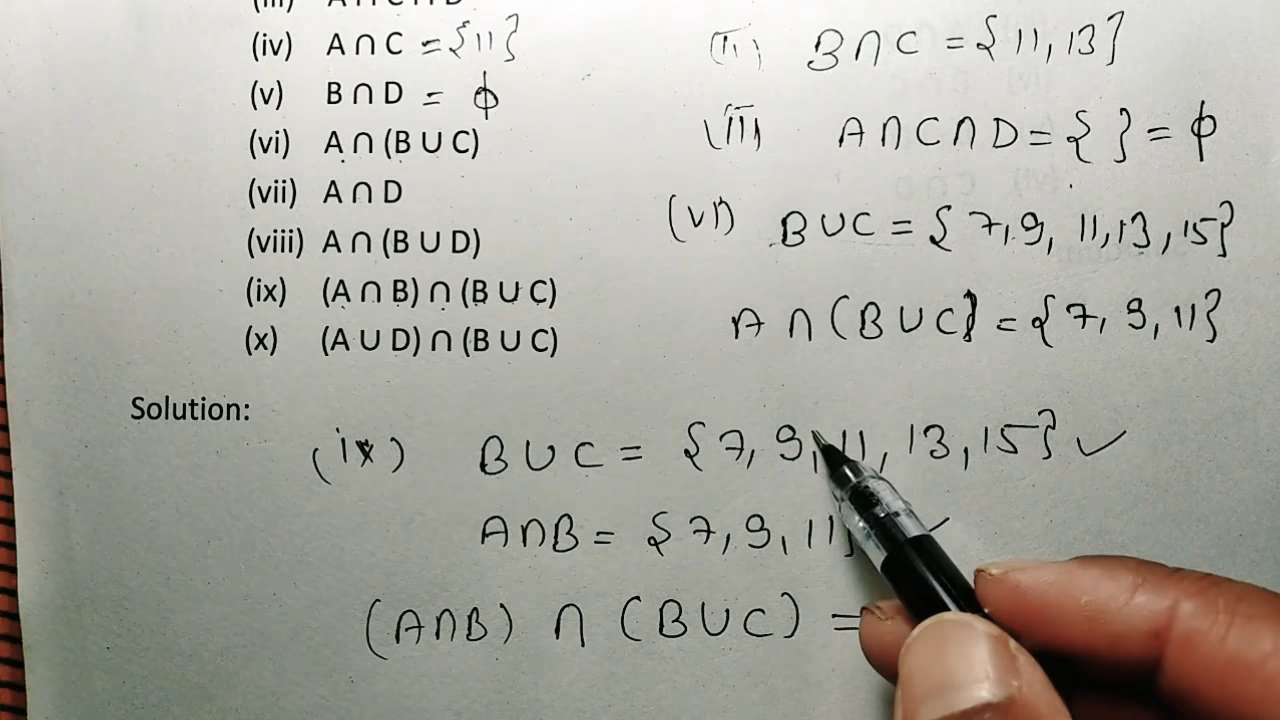 (iii) A ∩ C ∩ D
(iv) A ∩ C = {11}
(v) B ∩ D = ϕ
(vi) A ∩ (B ∪ C)
(vii) A ∩ D
(viii) A ∩ (B ∪ D)
(ix) (A ∩ B) ∩ (B ∪ C)
(x) (A ∪ D) ∩ (B ∪ C)
(ii) B ∩ C = {11, 13}
(iii) A ∩ C ∩ D = { } = ϕ
(vi) B ∪ C = {7, 9, 11, 13, 15}
A ∩ (B ∪ C) = {7, 9, 11}
Solution:
(ix) B ∪ C = {7, 9, 11, 13, 15} ✓
A ∩ B = {7, 9, 11} ✓
(A ∩ B) ∩ (B ∪ C) =